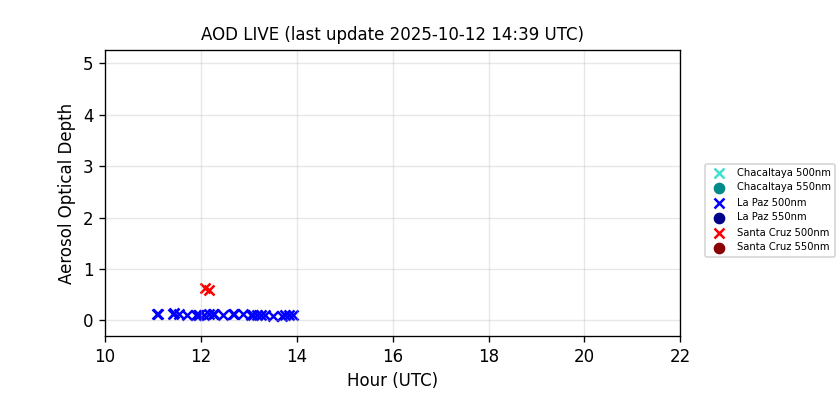 AOD LIVE (last update 2025-10-12 14:39 UTC)
5
4
3
2
1
0
Aerosol Optical Depth
10 12 14 16 18 20 22
Hour (UTC)
Chacaltaya 500nm
Chacaltaya 550nm
La Paz 500nm
La Paz 550nm
Santa Cruz 500nm
Santa Cruz 550nm